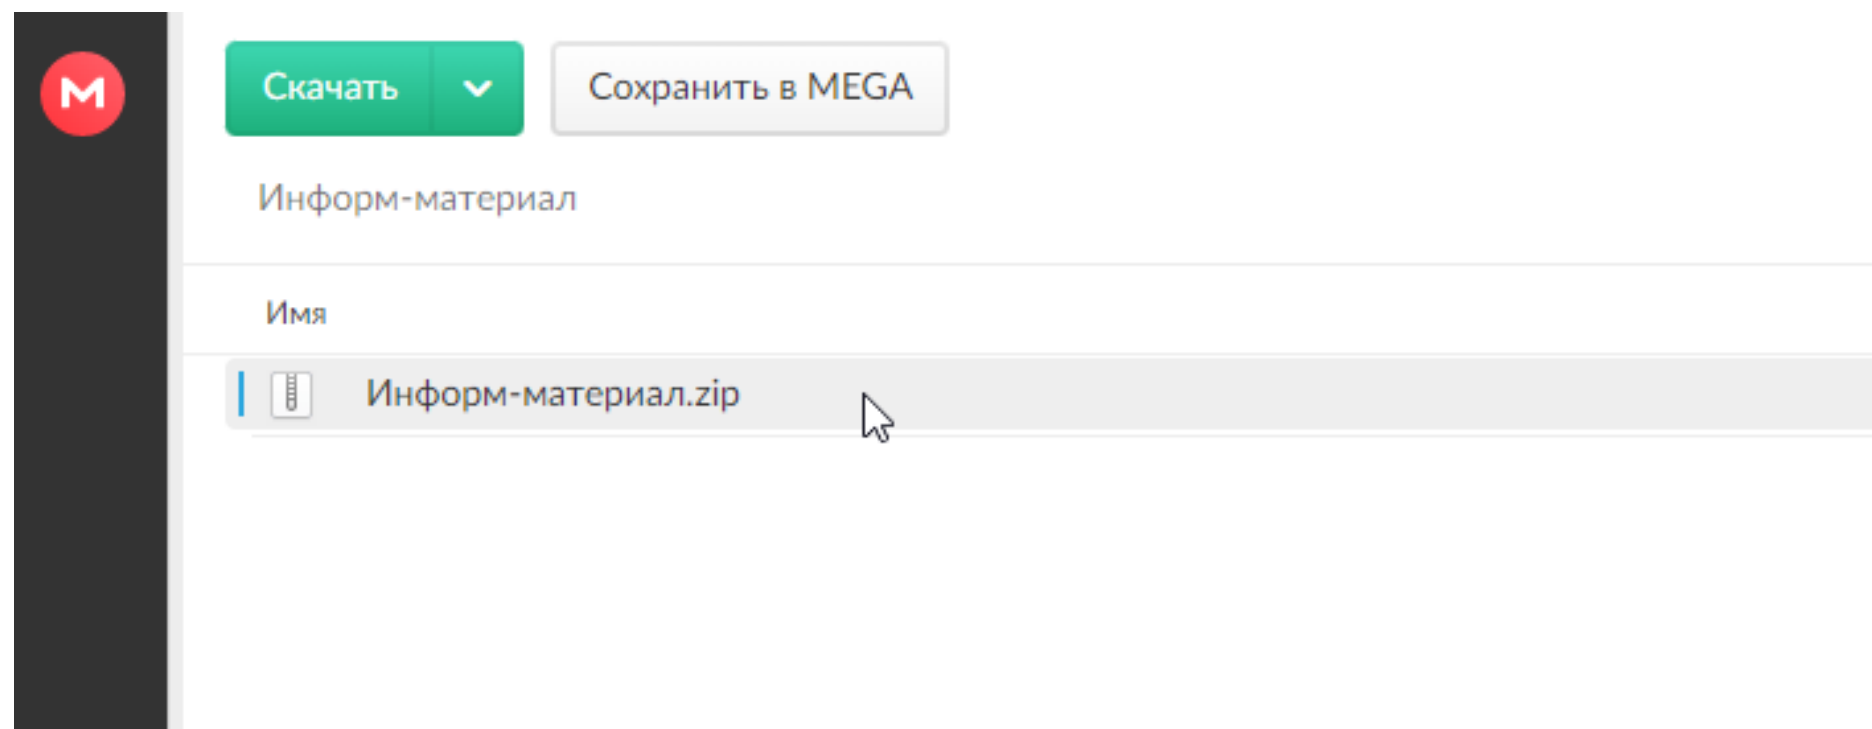 М
Скачать
Сохранить в MEGA
Информ-материал
Имя
Информ-материал.zip